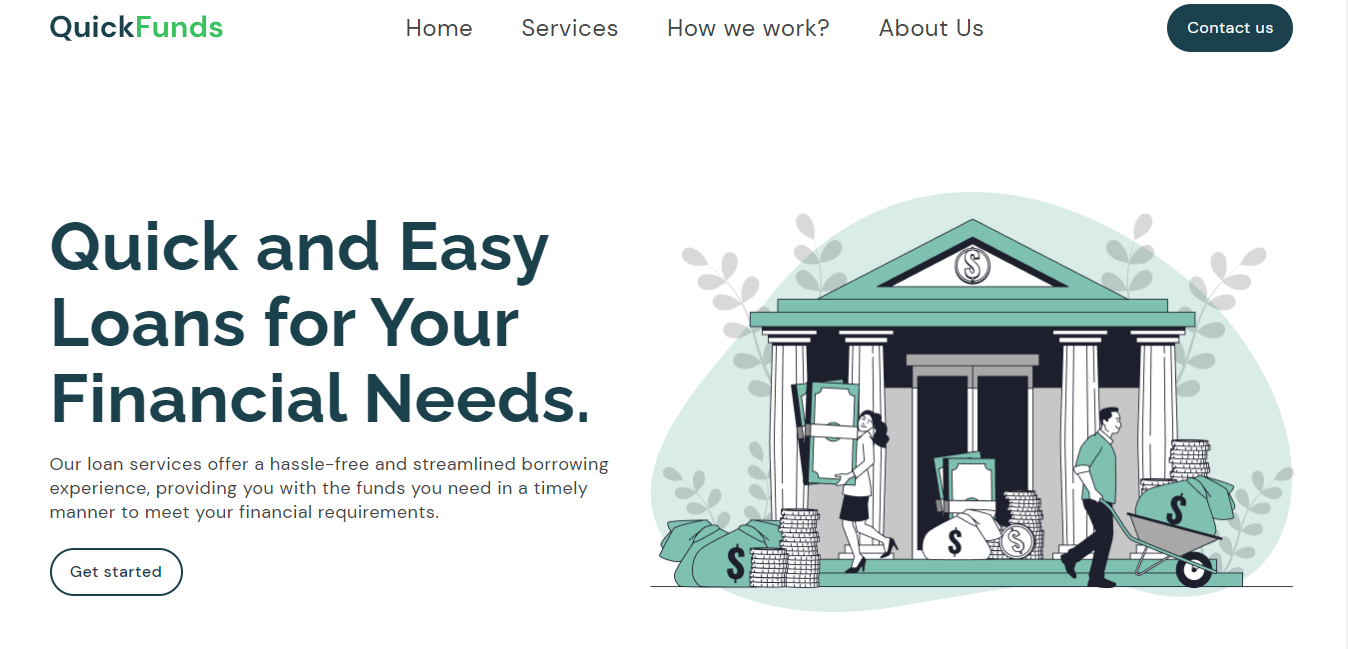 QuickFunds
Home
Services
How we work?
About Us
Contact us
Quick and Easy
Loans for Your
Financial Needs.
Our loan services offer a hassle-free and streamlined borrowing
experience, providing you with the funds you need in a timely
manner to meet your financial requirements.
Get started
$
$
$
$
$